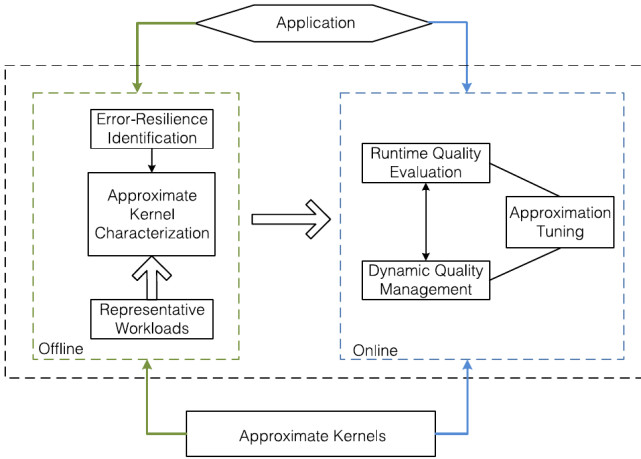 Application
Error-Resilience
Identification
Approximate
Kernel
Characterization
Representative
Workloads
Offline
Runtime Quality
Evaluation
Approximation
Tuning
Dynamic Quality
Management
Online
Approximate Kernels